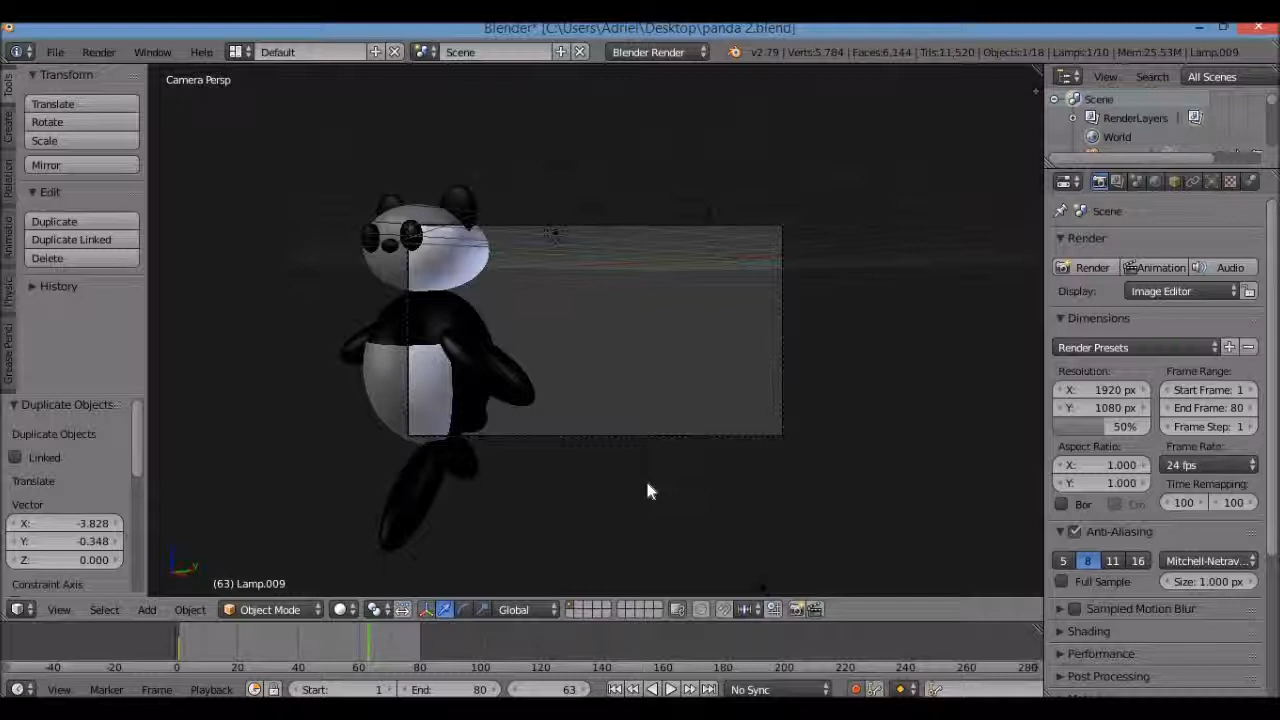 Blender* [C:\Users\Adriel\Desktop\panda 2.blend]
File Render Window Help Default Scene Blender Render v2.79 | Verts:5,784 | Faces:6,144 | Tris:11,520 | Objects:1/18 | Lamps:1/10 | Mem:25.53M | Lamp.009
Tools
Create
Relation
Animatio
Physic
Grease Penci
Transform
Translate
Rotate
Scale
Mirror
Edit
Duplicate
Duplicate Linked
Delete
History
Duplicate Objects
Duplicate Objects
Linked
Translate
Vector
X: -3.828
Y: -0.348
Z: 0.000
Constraint Axis
Camera Persp
(63) Lamp.009
View Search All Scenes
Scene
RenderLayers
World
Scene
Render
Render Animation Audio
Display: Image Editor
Dimensions
Render Presets
Resolution: Frame Range:
X: 1920 px Start Frame: 1
Y: 1080 px End Frame: 80
50% Frame Step: 1
Aspect Ratio: Frame Rate:
X: 1.000 24 fps
Y: 1.000 Time Remapping:
Bor 100 100
Anti-Aliasing
5 8 11 16 Mitchell-Netrav...
Full Sample Size: 1.000 px
Sampled Motion Blur
Shading
Performance
Post Processing
View Select Add Object Object Mode Global
-40 -20 0 20 40 60 80 100 120 140 160 180 200 220 240 260 280
View Marker Frame Playback Start: 1 End: 80 63 No Sync